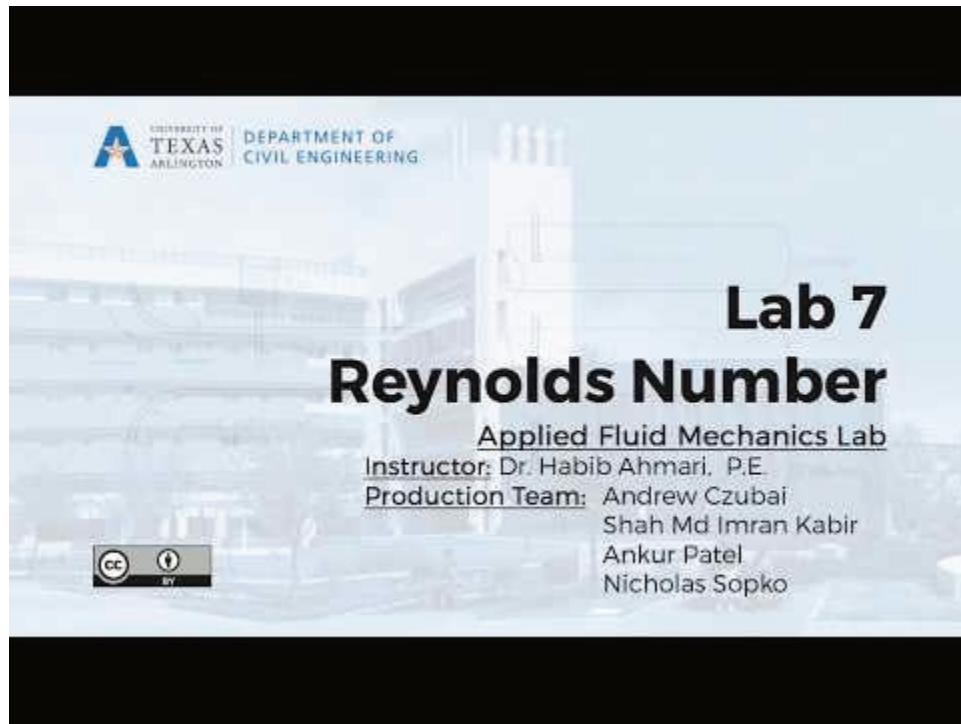 UNIVERSITY OF
TEXAS
ARLINGTON
DEPARTMENT OF
CIVIL ENGINEERING
Lab 7
Reynolds Number
Applied Fluid Mechanics Lab
Instructor: Dr. Habib Ahmari, P.E.
Production Team: Andrew Czubai
Shah Md Imran Kabir
Ankur Patel
Nicholas Sopko
cc
BY